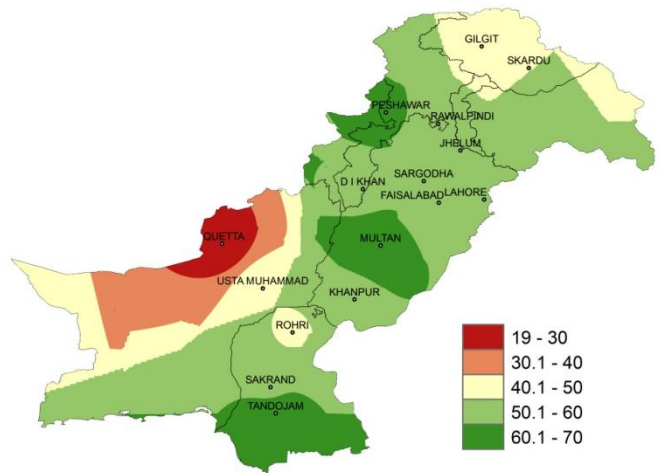 GILGIT
SKARDU
PESHAWAR
RAWALPINDI
JHELUM
SARGODHA
D I KHAN
FAISALABAD
LAHORE
QUETTA
MULTAN
USTA MUHAMMAD
KHANPUR
ROHRI
SAKRAND
TANDOJAM
19 - 30
30.1 - 40
40.1 - 50
50.1 - 60
60.1 - 70